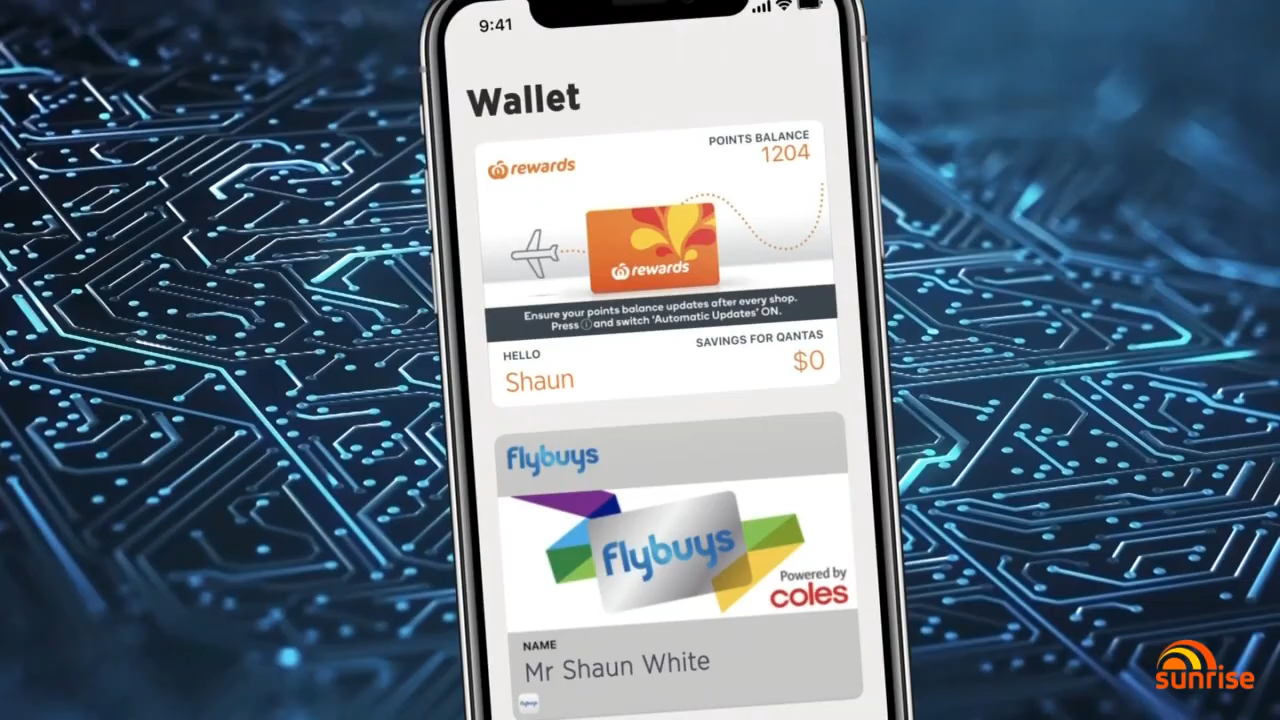 9:41
Wallet
rewards
POINTS BALANCE
1204
rewards
Ensure your points balance updates after every shop.
Press ⓘ and switch 'Automatic Updates' ON.
HELLO
SAVINGS FOR QANTAS
Shaun
$0
flybuys
flybuys
Powered by
coles
NAME
Mr Shaun White
flybuys
sunrise